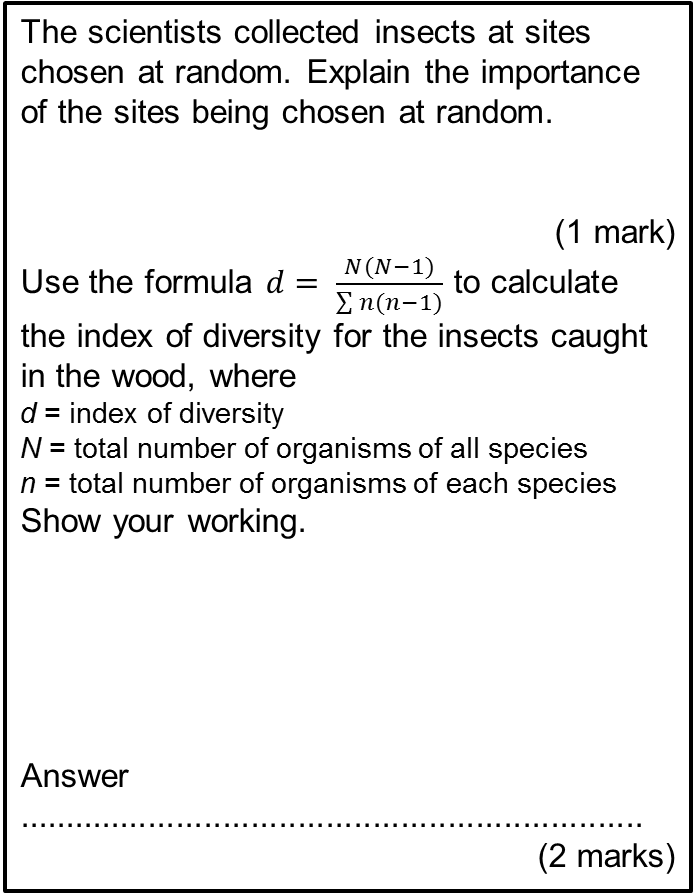 The scientists collected insects at sites
chosen at random. Explain the importance
of the sites being chosen at random.
(1 mark)
Use the formula d = N(N−1) / ∑ n(n−1) to calculate
the index of diversity for the insects caught
in the wood, where
d = index of diversity
N = total number of organisms of all species
n = total number of organisms of each species
Show your working.
Answer
....................................................................
(2 marks)